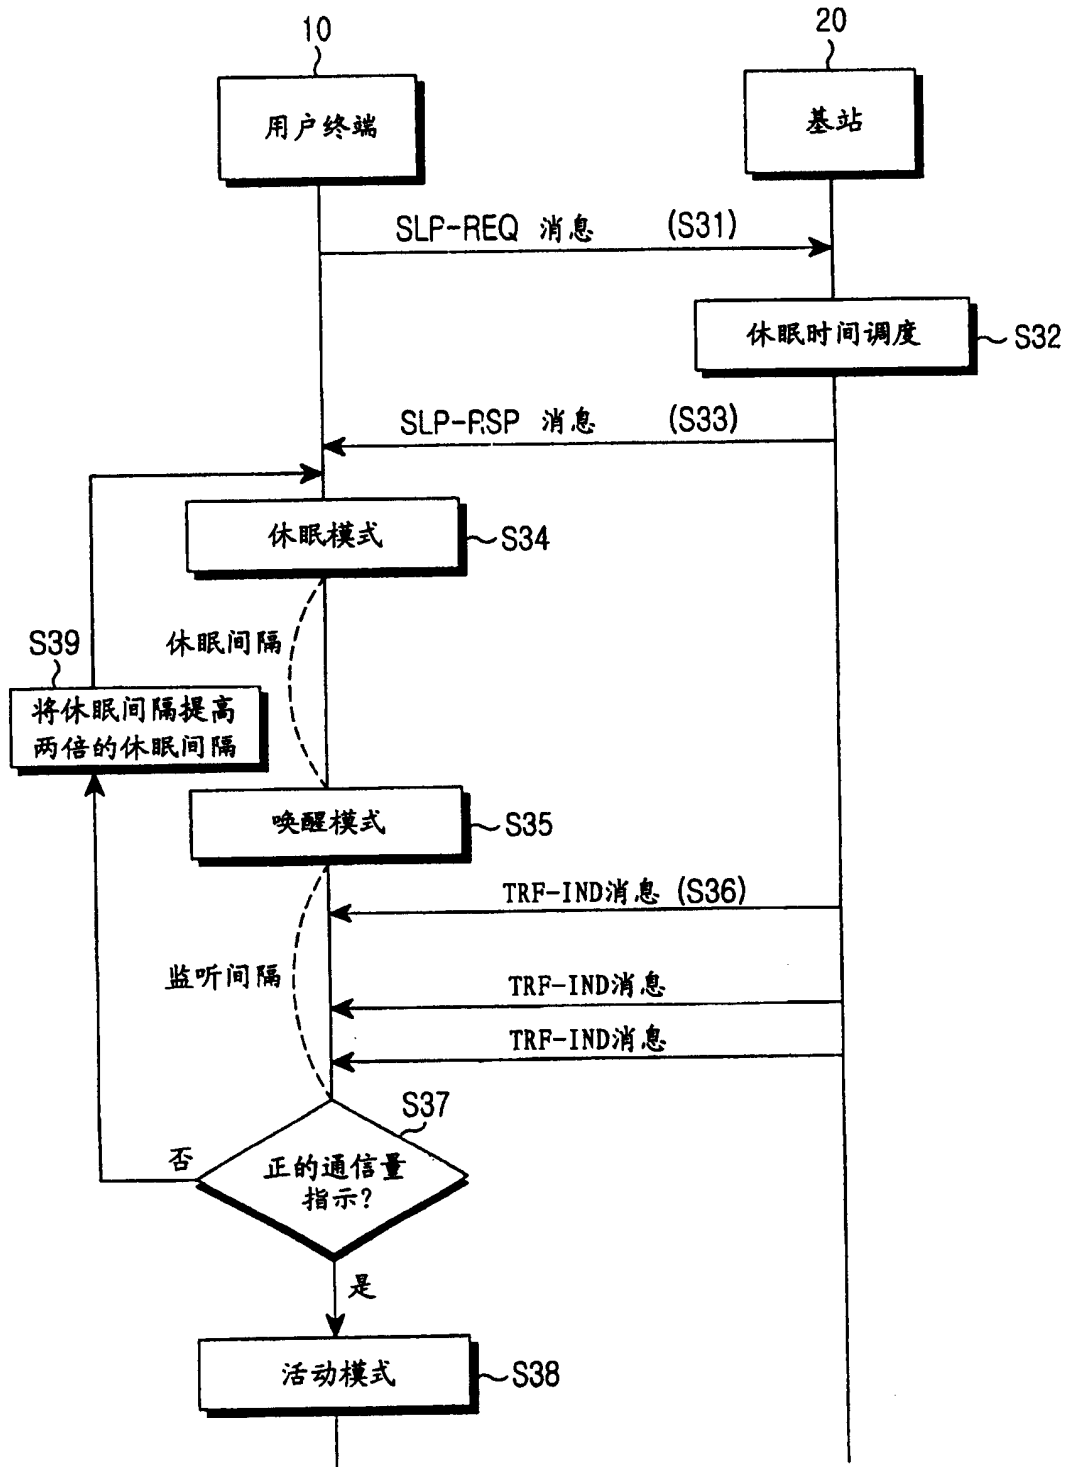 10
20
用户终端
基站
SLP-REQ 消息 (S31)
休眠时间调度
S32
SLP-RSP 消息 (S33)
休眠模式
S34
休眠间隔
S39
将休眠间隔提高
两倍的休眠间隔
唤醒模式
S35
TRF-IND消息 (S36)
监听间隔
TRF-IND消息
TRF-IND消息
S37
否
正的通信量
指示?
是
活动模式
S38